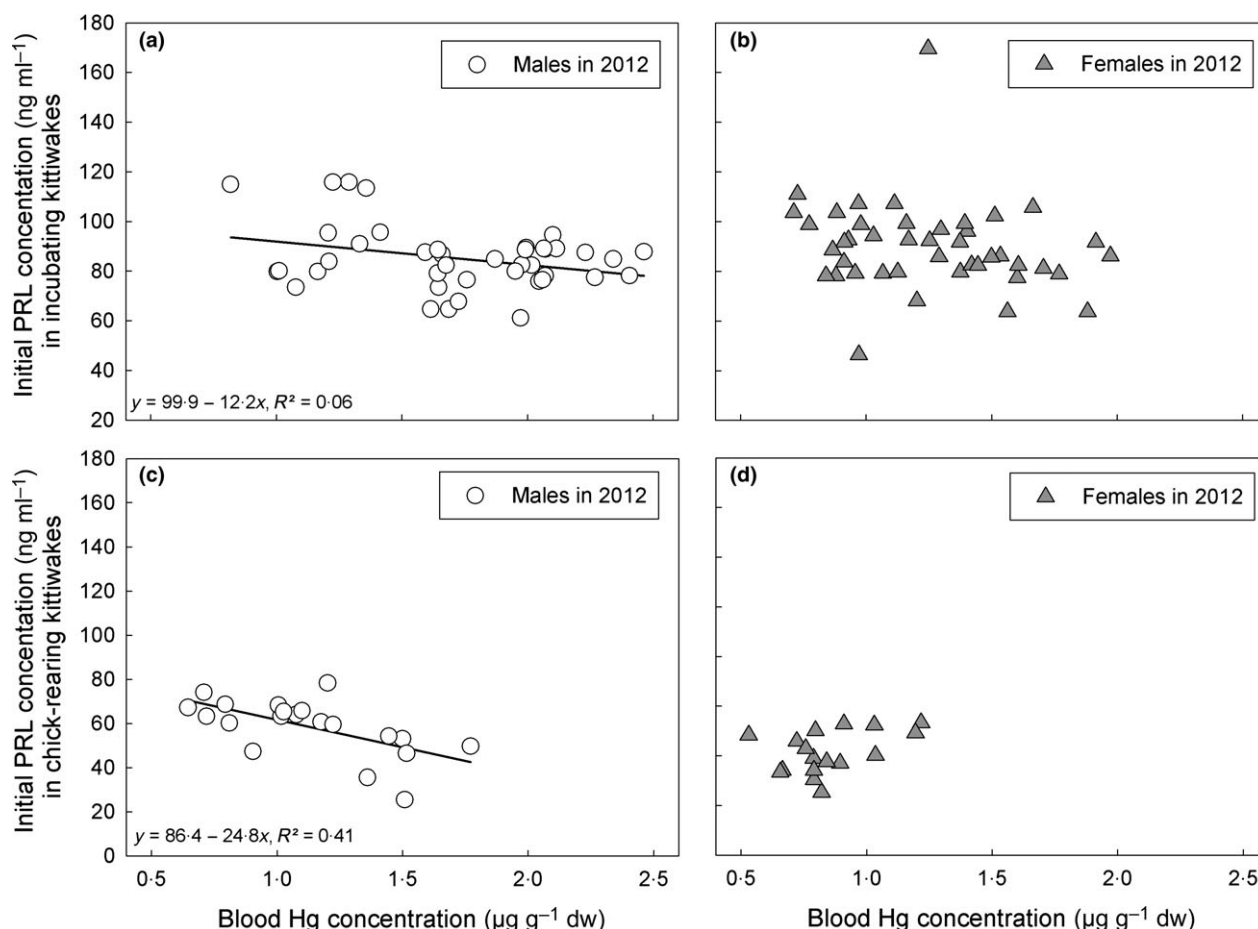 Initial PRL concentration (ng ml⁻¹)
in incubating kittiwakes
180
160
140
120
100
80
60
40
20
(a)
Males in 2012
y = 99·9 – 12·2x, R² = 0·06
(b)
Females in 2012
Initial PRL concentration (ng ml⁻¹)
in chick-rearing kittiwakes
180
160
140
120
100
80
60
40
20
0
(c)
Males in 2012
y = 86·4 – 24·8x, R² = 0·41
0·5 1·0 1·5 2·0 2·5
Blood Hg concentration (µg g⁻¹ dw)
(d)
Females in 2012
0·5 1·0 1·5 2·0 2·5
Blood Hg concentration (µg g⁻¹ dw)